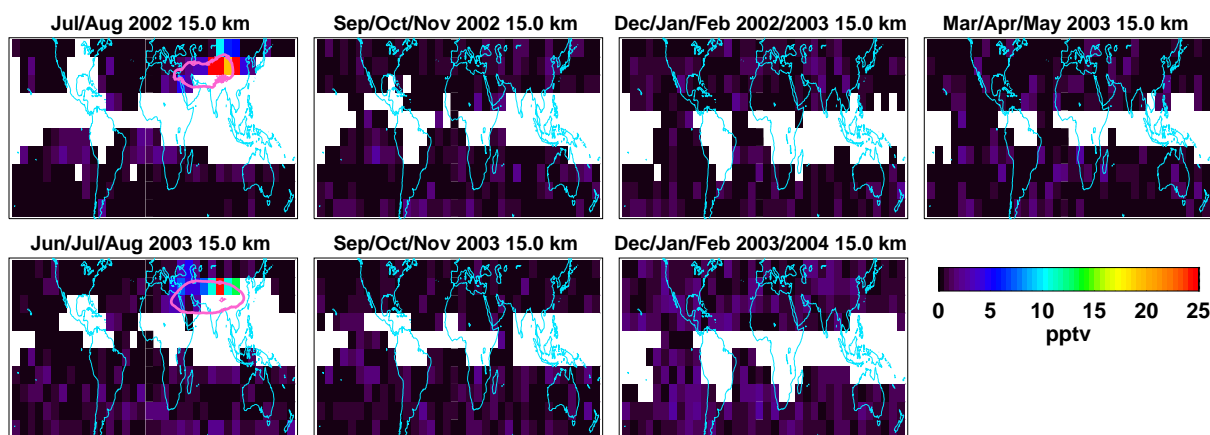 Jul/Aug 2002 15.0 km
Sep/Oct/Nov 2002 15.0 km
Dec/Jan/Feb 2002/2003 15.0 km
Mar/Apr/May 2003 15.0 km
Jun/Jul/Aug 2003 15.0 km
Sep/Oct/Nov 2003 15.0 km
Dec/Jan/Feb 2003/2004 15.0 km
0 5 10 15 20 25
pptv